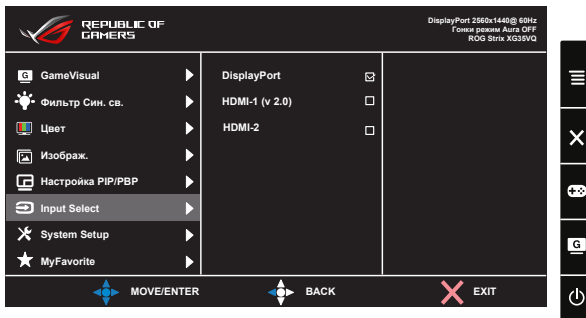 REPUBLIC OF
GAMERS
DisplayPort 2560x1440@ 60Hz
Гонки режим Aura OFF
ROG Strix XG35VQ
G GameVisual
Фильтр Син. св.
Цвет
Изображ.
Настройка PIP/PBP
Input Select
System Setup
MyFavorite
DisplayPort
HDMI-1 (v 2.0)
HDMI-2
MOVE/ENTER
BACK
EXIT
G